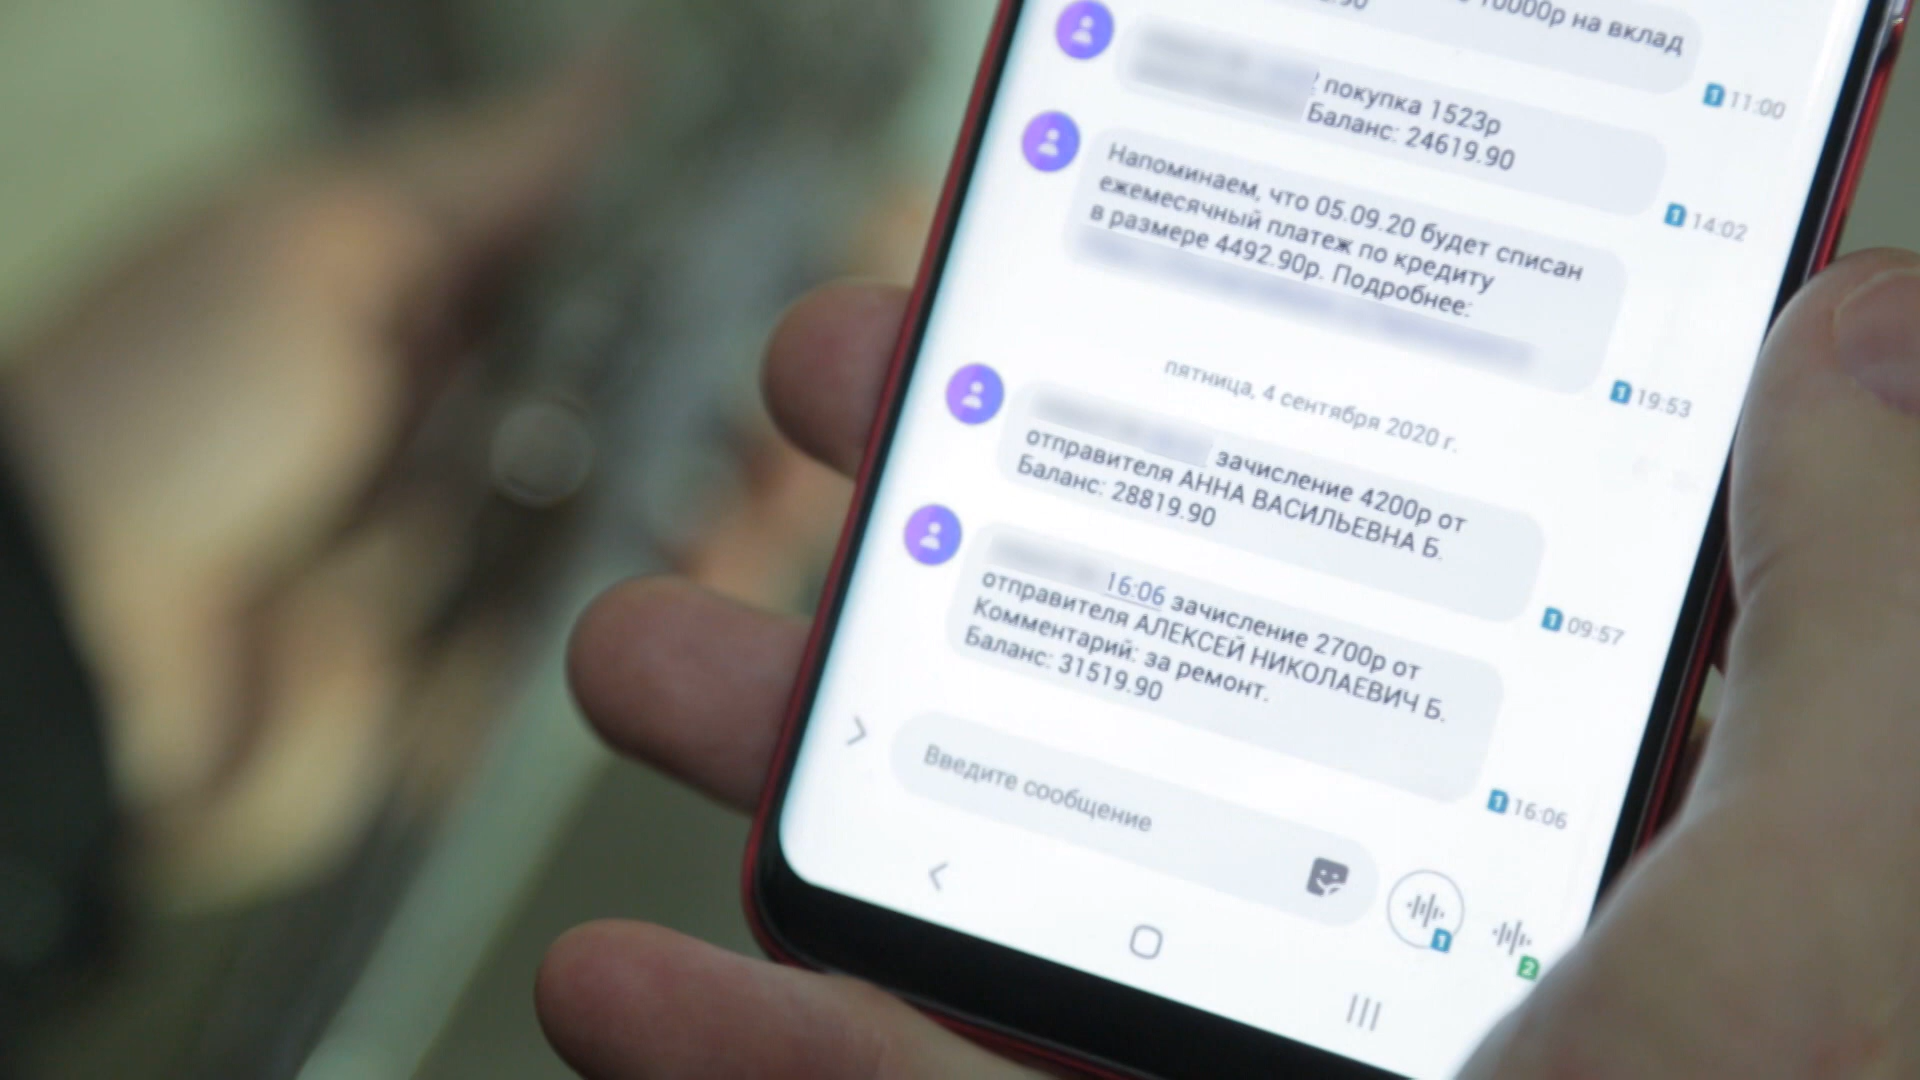 10000р на вклад
11:00
покупка 1523р
Баланс: 24619.90
14:02
Напоминаем, что 05.09.20 будет списан
ежемесячный платеж по кредиту
в размере 4492.90р. Подробнее:
19:53
пятница, 4 сентября 2020 г.
зачисление 4200р от
отправителя АННА ВАСИЛЬЕВНА Б.
Баланс: 28819.90
09:57
16:06 зачисление 2700р от
отправителя АЛЕКСЕЙ НИКОЛАЕВИЧ Б.
Комментарий: за ремонт.
Баланс: 31519.90
16:06
Введите сообщение
1
2